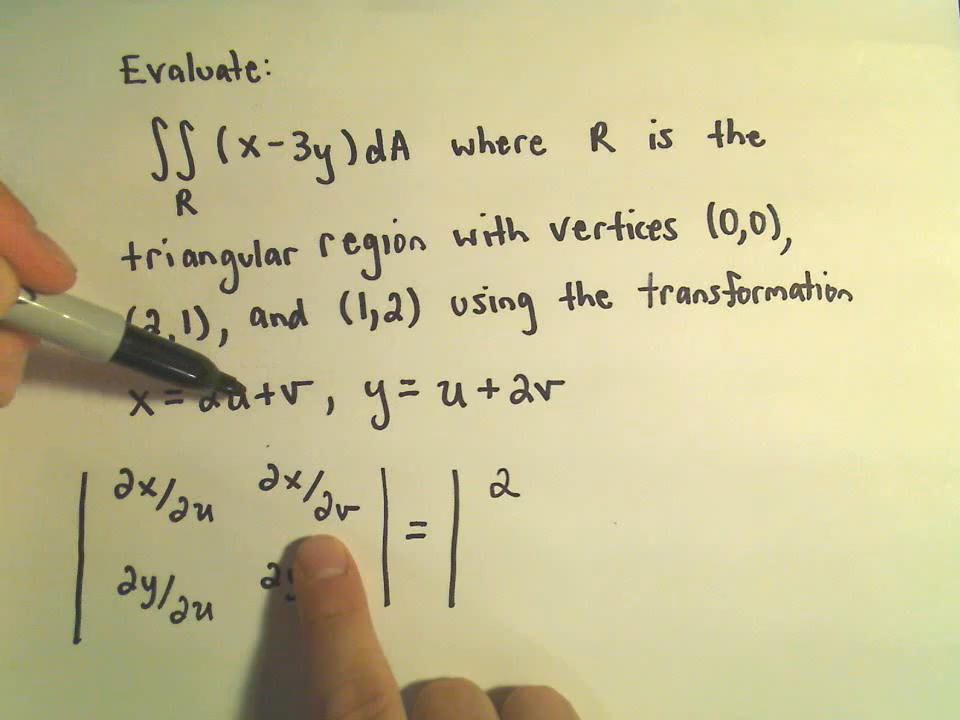 Evaluate:
∬ (x-3y)dA where R is the
R
triangular region with vertices (0,0),
(2,1), and (1,2) using the transformation
x = 2u+v, y = u + 2v
| ∂x/∂u ∂x/∂v | = | 2
∂y/∂u